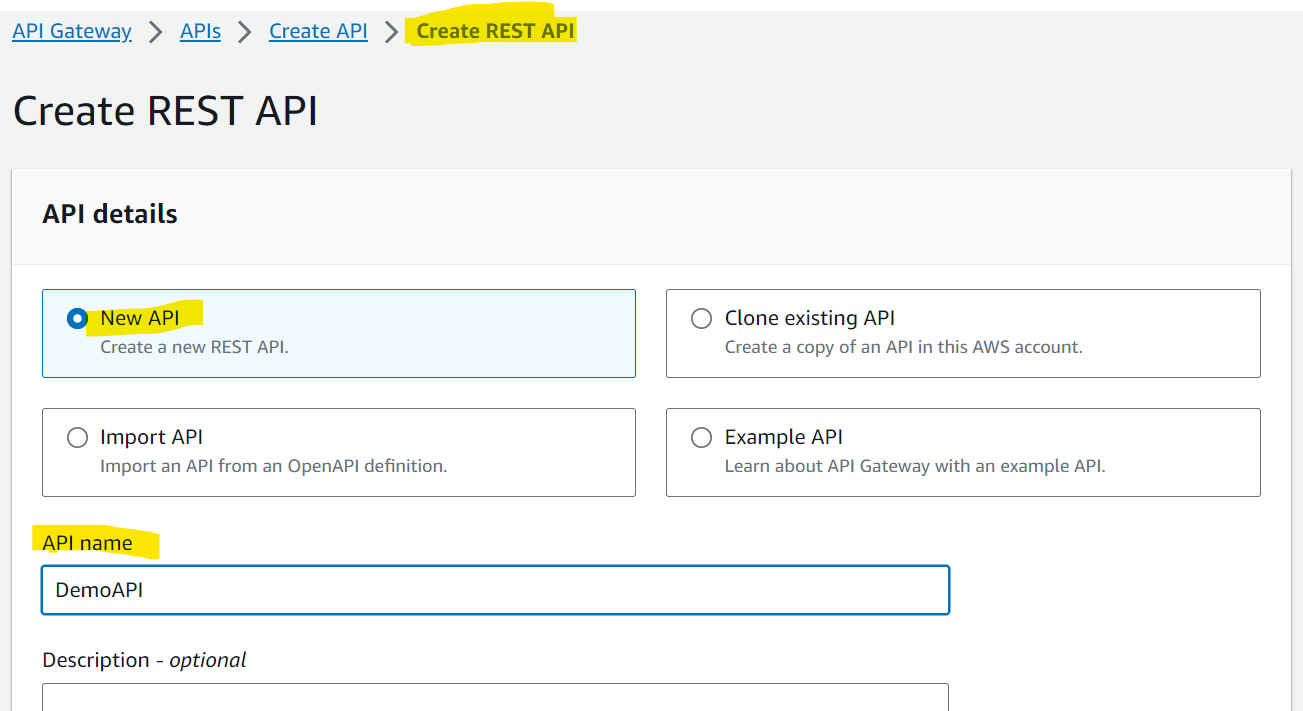 API Gateway > APIs > Create API > Create REST API
Create REST API
API details
New API
Create a new REST API.
Clone existing API
Create a copy of an API in this AWS account.
Import API
Import an API from an OpenAPI definition.
Example API
Learn about API Gateway with an example API.
API name
DemoAPI
Description - optional